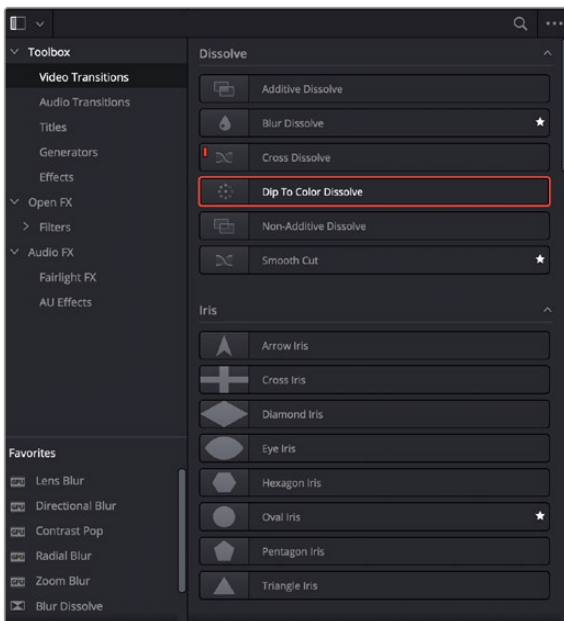 Toolbox
Video Transitions
Audio Transitions
Titles
Generators
Effects
Open FX
Filters
Audio FX
Fairlight FX
AU Effects
Favorites
Lens Blur
Directional Blur
Contrast Pop
Radial Blur
Zoom Blur
Blur Dissolve
Dissolve
Additive Dissolve
Blur Dissolve
Cross Dissolve
Dip To Color Dissolve
Non-Additive Dissolve
Smooth Cut
Iris
Arrow Iris
Cross Iris
Diamond Iris
Eye Iris
Hexagon Iris
Oval Iris
Pentagon Iris
Triangle Iris